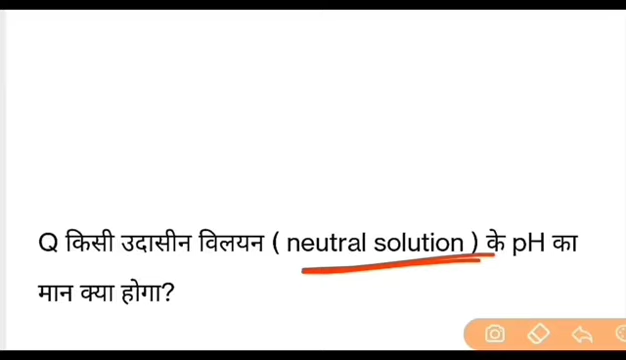 Q किसी उदासीन विलयन ( neutral solution ) के pH का
मान क्या होगा?